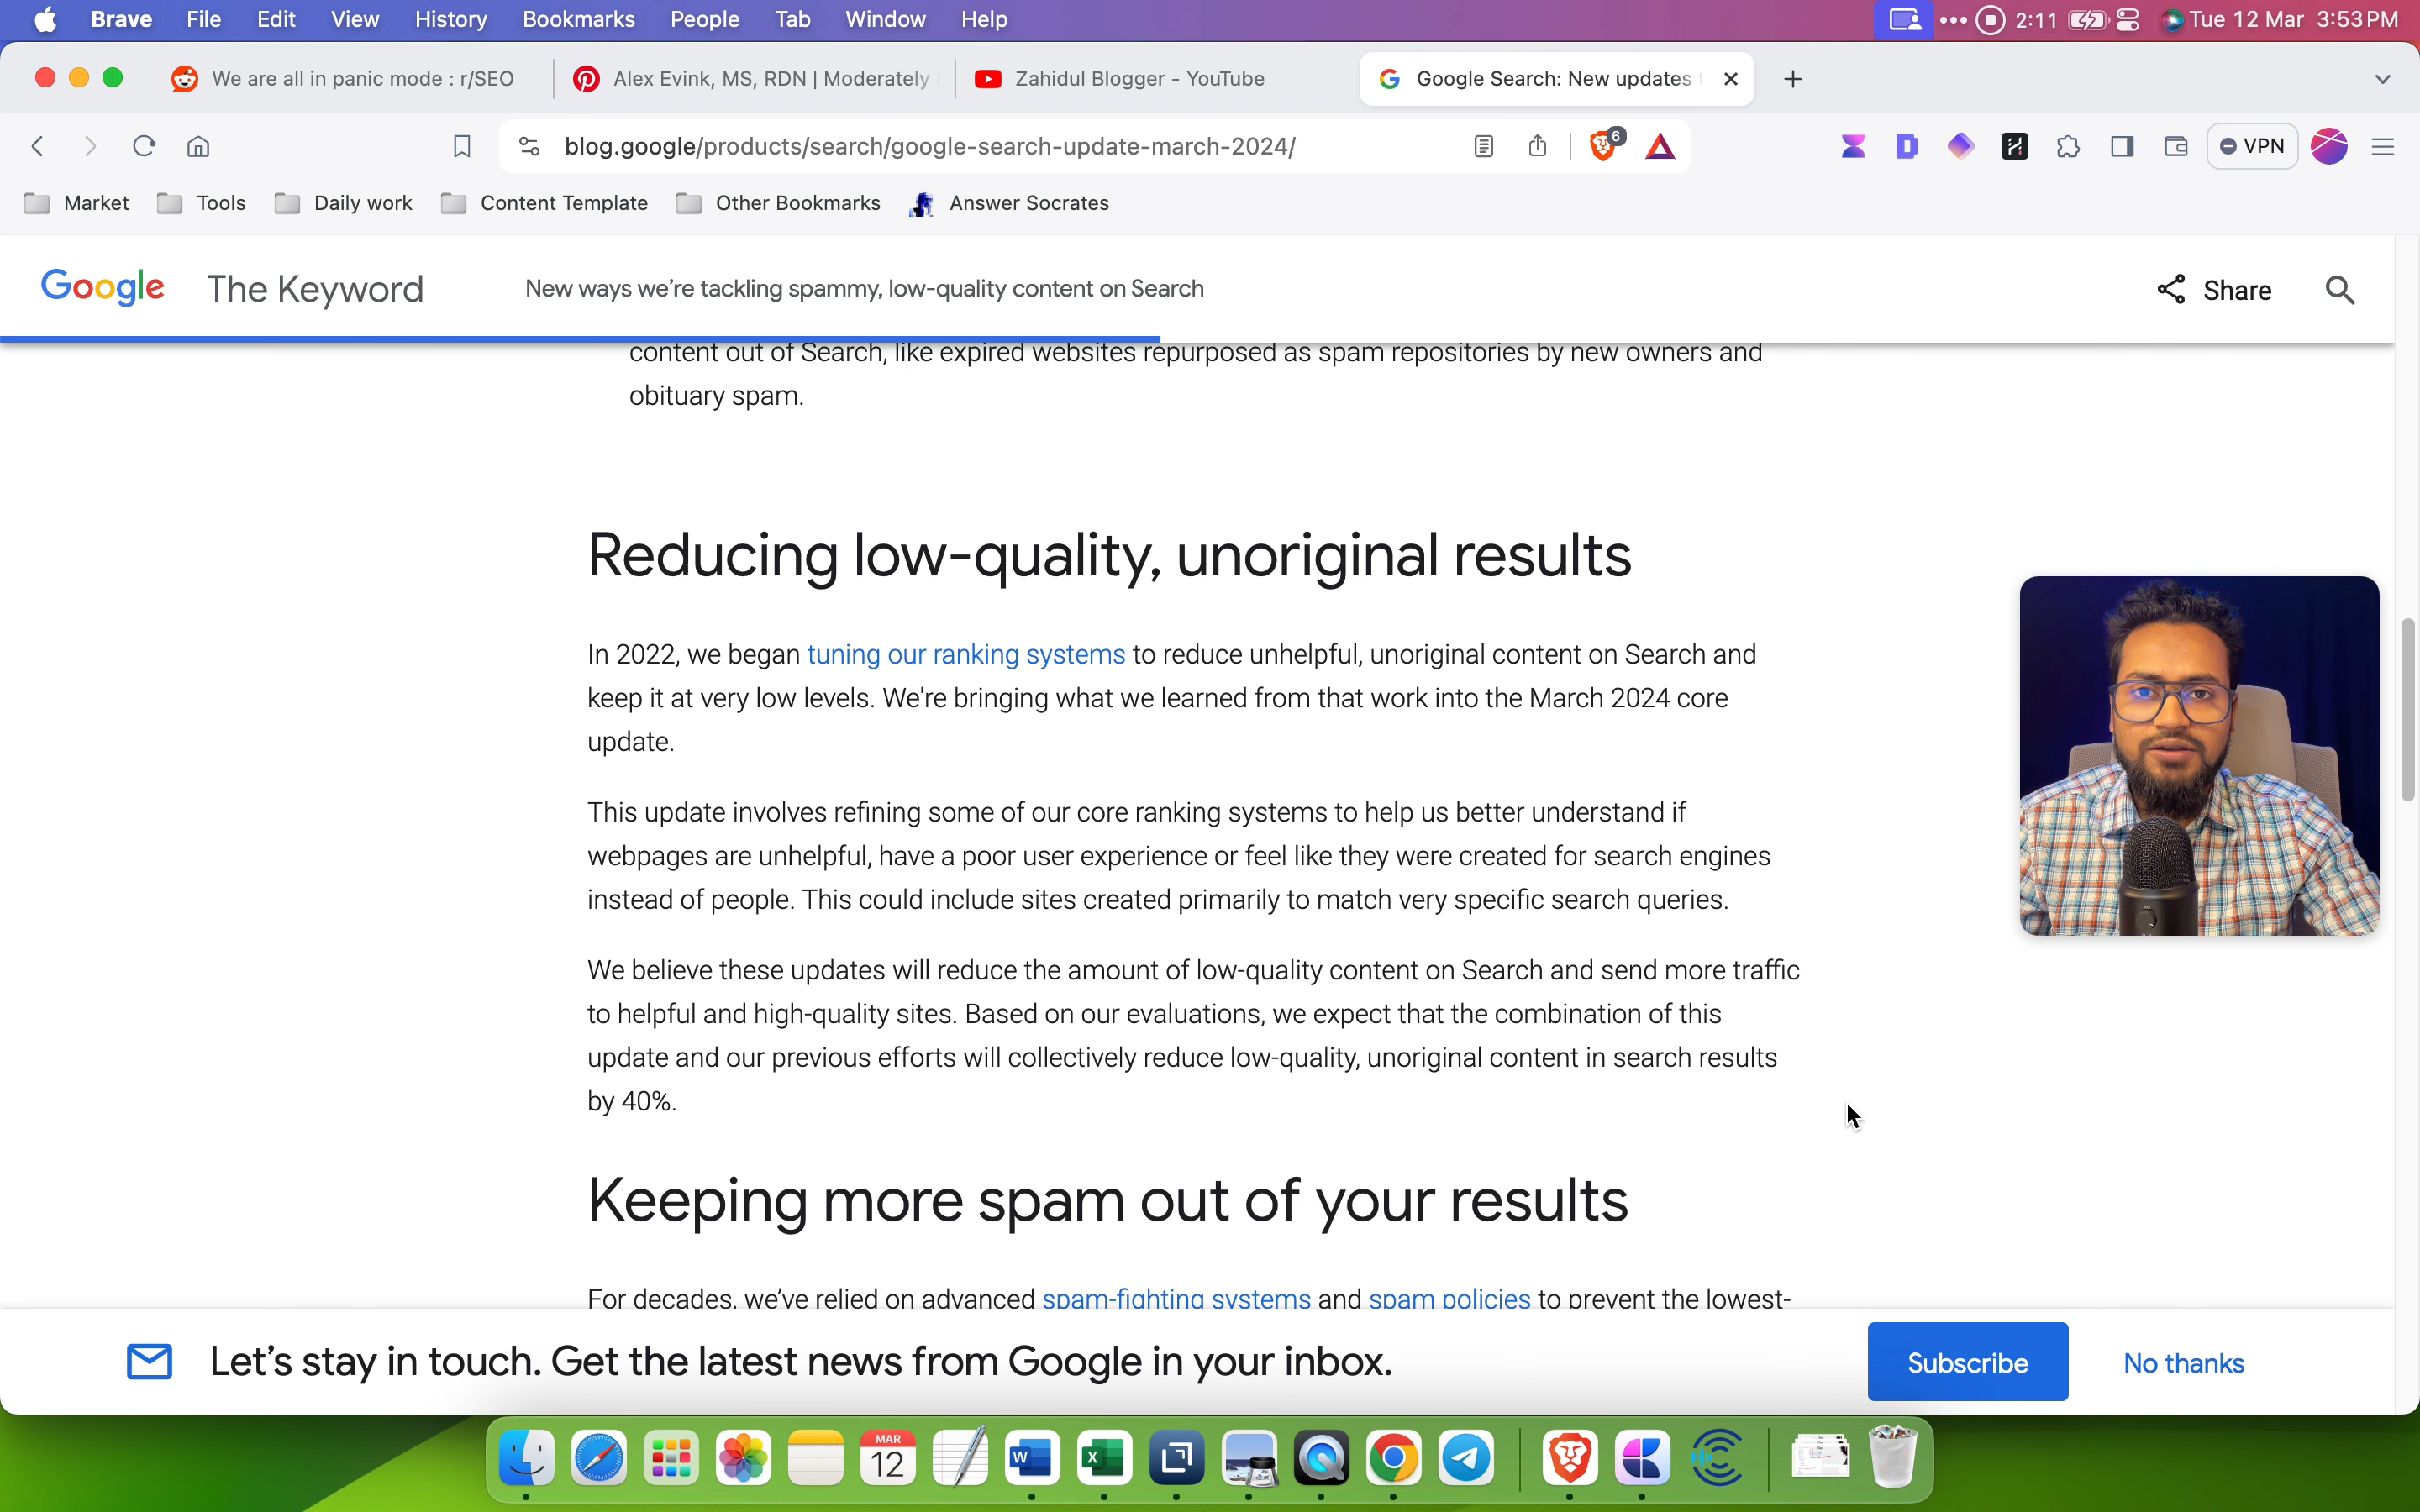 Brave File Edit View History Bookmarks People Tab Window Help 2:11 Tue 12 Mar 3:53 PM
We are all in panic mode : r/SEO Alex Evink, MS, RDN | Moderately Zahidul Blogger - YouTube Google Search: New updates
blog.google/products/search/google-search-update-march-2024/ 6 VPN
Market Tools Daily work Content Template Other Bookmarks Answer Socrates
Google The Keyword New ways we’re tackling spammy, low-quality content on Search Share
content out of Search, like expired websites repurposed as spam repositories by new owners and
obituary spam.
Reducing low-quality, unoriginal results
In 2022, we began tuning our ranking systems to reduce unhelpful, unoriginal content on Search and
keep it at very low levels. We're bringing what we learned from that work into the March 2024 core
update.
This update involves refining some of our core ranking systems to help us better understand if
webpages are unhelpful, have a poor user experience or feel like they were created for search engines
instead of people. This could include sites created primarily to match very specific search queries.
We believe these updates will reduce the amount of low-quality content on Search and send more traffic
to helpful and high-quality sites. Based on our evaluations, we expect that the combination of this
update and our previous efforts will collectively reduce low-quality, unoriginal content in search results
by 40%.
Keeping more spam out of your results
For decades, we’ve relied on advanced spam-fighting systems and spam policies to prevent the lowest-
Let’s stay in touch. Get the latest news from Google in your inbox. Subscribe No thanks
MAR
12